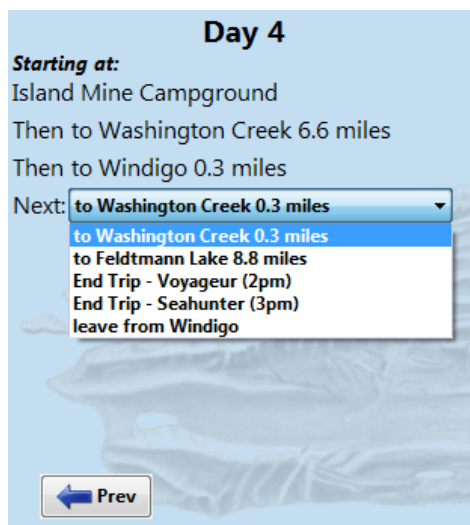 Day 4
Starting at:
Island Mine Campground
Then to Washington Creek 6.6 miles
Then to Windigo 0.3 miles
Next: to Washington Creek 0.3 miles
to Washington Creek 0.3 miles
to Feldtmann Lake 8.8 miles
End Trip - Voyageur (2pm)
End Trip - Seahunter (3pm)
leave from Windigo
Prev